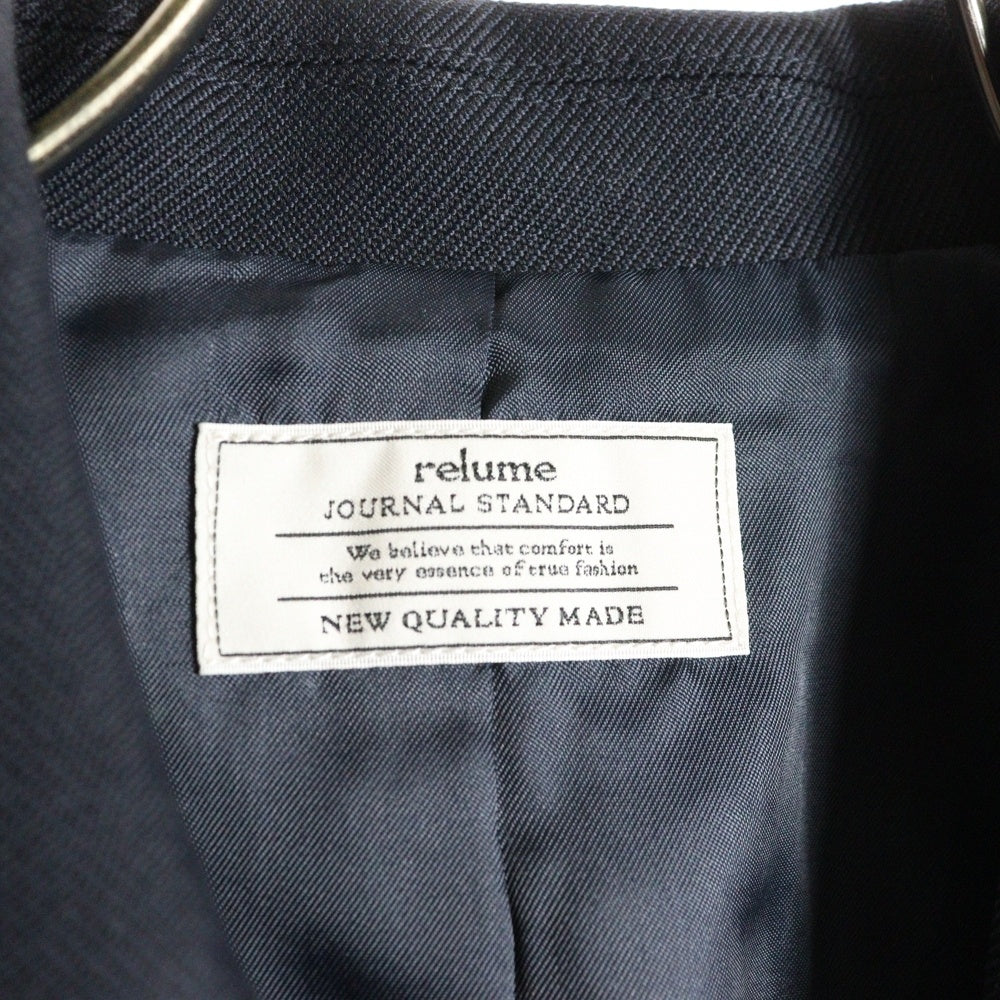 relume
JOURNAL STANDARD
We believe that comfort is
the very essence of true fashion
NEW QUALITY MADE